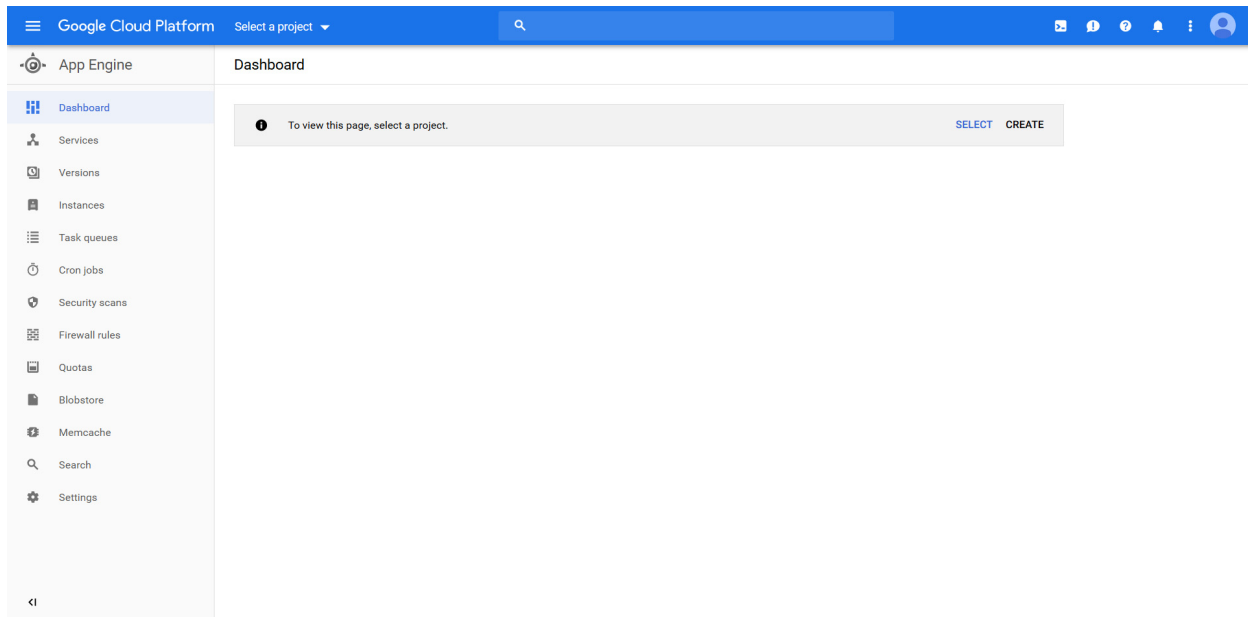 Google Cloud Platform Select a project
App Engine
Dashboard
Dashboard
To view this page, select a project. SELECT CREATE
Services
Versions
Instances
Task queues
Cron jobs
Security scans
Firewall rules
Quotas
Blobstore
Memcache
Search
Settings